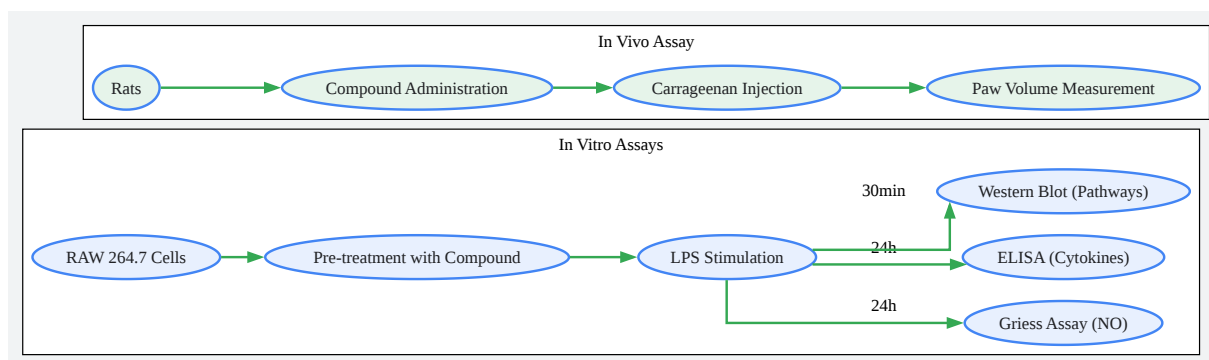 In Vivo Assay
Rats
Compound Administration
Carrageenan Injection
Paw Volume Measurement
In Vitro Assays
30min
Western Blot (Pathways)
RAW 264.7 Cells
Pre-treatment with Compound
LPS Stimulation
24h
ELISA (Cytokines)
24h
Griess Assay (NO)